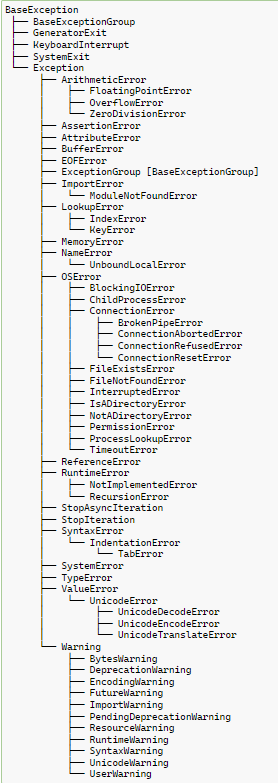 BaseException
├── BaseExceptionGroup
├── GeneratorExit
├── KeyboardInterrupt
├── SystemExit
└── Exception
     ├── ArithmeticError
     │    ├── FloatingPointError
     │    ├── OverflowError
     │    └── ZeroDivisionError
     ├── AssertionError
     ├── AttributeError
     ├── BufferError
     ├── EOFError
     ├── ExceptionGroup [BaseExceptionGroup]
     ├── ImportError
     │    └── ModuleNotFoundError
     ├── LookupError
     │    ├── IndexError
     │    └── KeyError
     ├── MemoryError
     ├── NameError
     │    └── UnboundLocalError
     ├── OSError
     │    ├── BlockingIOError
     │    ├── ChildProcessError
     │    ├── ConnectionError
     │    │    ├── BrokenPipeError
     │    │    ├── ConnectionAbortedError
     │    │    ├── ConnectionRefusedError
     │    │    └── ConnectionResetError
     │    ├── FileExistsError
     │    ├── FileNotFoundError
     │    ├── InterruptedError
     │    ├── IsADirectoryError
     │    ├── NotADirectoryError
     │    ├── PermissionError
     │    ├── ProcessLookupError
     │    └── TimeoutError
     ├── ReferenceError
     ├── RuntimeError
     │    ├── NotImplementedError
     │    └── RecursionError
     ├── StopAsyncIteration
     ├── StopIteration
     ├── SyntaxError
     │    └── IndentationError
     │         └── TabError
     ├── SystemError
     ├── TypeError
     ├── ValueError
     │    └── UnicodeError
     │         ├── UnicodeDecodeError
     │         ├── UnicodeEncodeError
     │         └── UnicodeTranslateError
     └── Warning
          ├── BytesWarning
          ├── DeprecationWarning
          ├── EncodingWarning
          ├── FutureWarning
          ├── ImportWarning
          ├── PendingDeprecationWarning
          ├── ResourceWarning
          ├── RuntimeWarning
          ├── SyntaxWarning
          ├── UnicodeWarning
          └── UserWarning